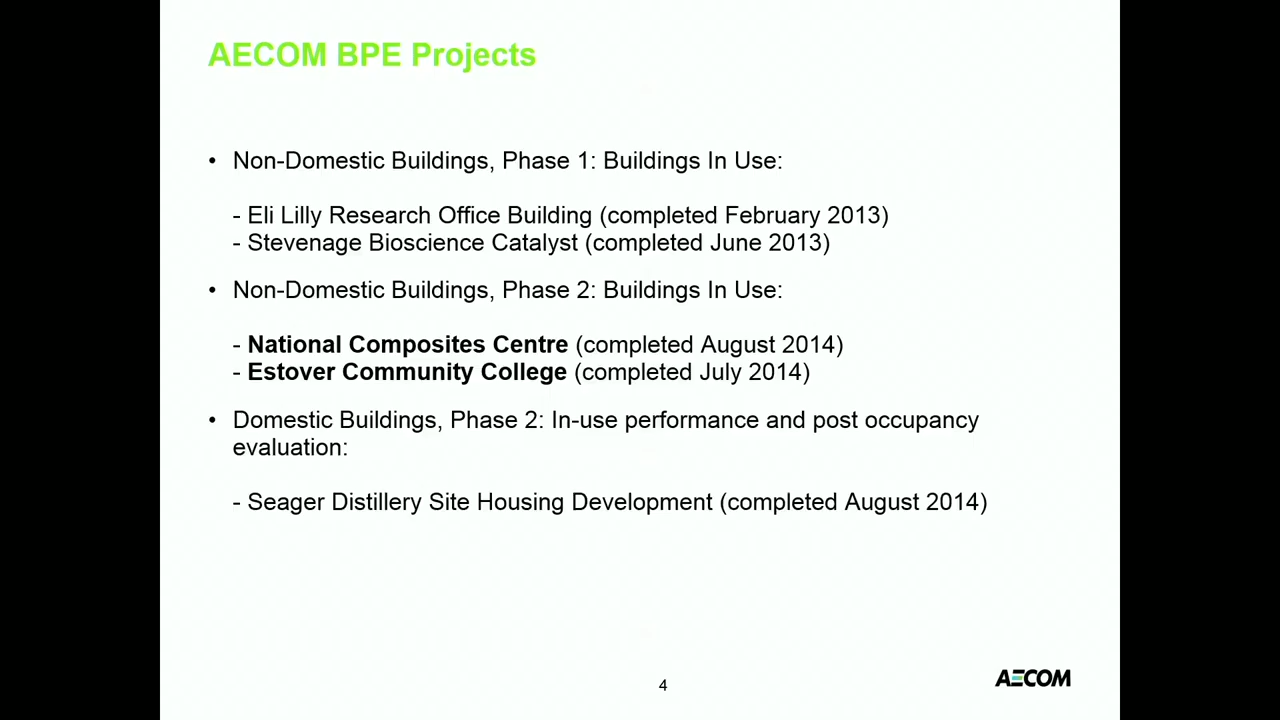 AECOM BPE Projects
• Non-Domestic Buildings, Phase 1: Buildings In Use:
- Eli Lilly Research Office Building (completed February 2013)
- Stevenage Bioscience Catalyst (completed June 2013)
• Non-Domestic Buildings, Phase 2: Buildings In Use:
- National Composites Centre (completed August 2014)
- Estover Community College (completed July 2014)
• Domestic Buildings, Phase 2: In-use performance and post occupancy
evaluation:
- Seager Distillery Site Housing Development (completed August 2014)
4
AECOM